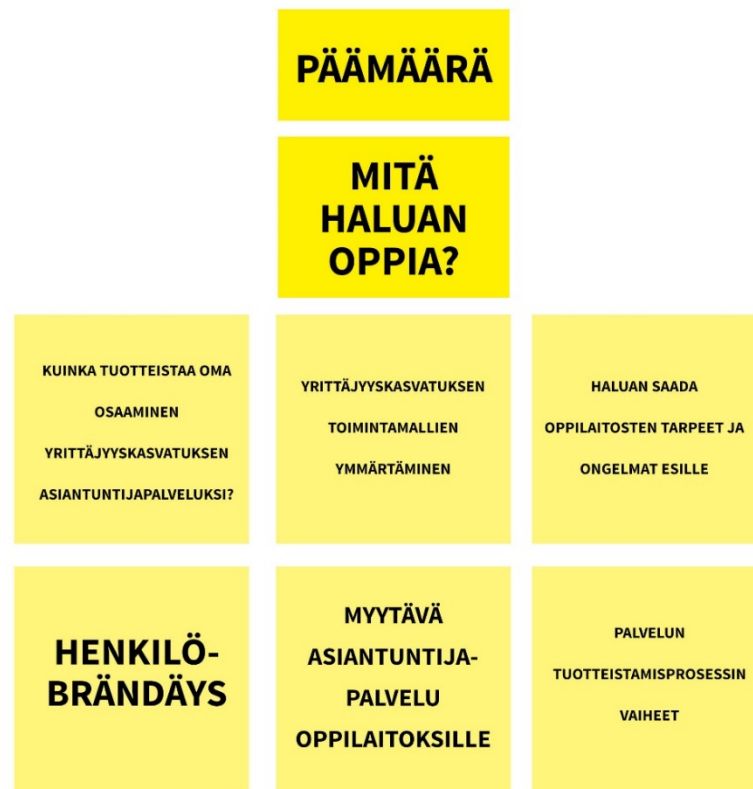 PÄÄMÄÄRÄ
MITÄ
HALUAN
OPPIA?
KUINKA TUOTTEISTAA OMA
OSAAMINEN
YRITTÄJYYSKASVATUKSEN
ASIANTUNTIJAPALVELUKSI?
YRITTÄJYYSKASVATUKSEN
TOIMINTAMALLIEN
YMMÄRTÄMINEN
HALUAN SAADA
OPPILAITOSTEN TARPEET JA
ONGELMAT ESILLE
HENKILÖ-
BRÄNDÄYS
MYYTÄVÄ
ASIANTUNTIJA-
PALVELU
OPPILAITOKSILLE
PALVELUN
TUOTTEISTAMISPROSESSIN
VAIHEET